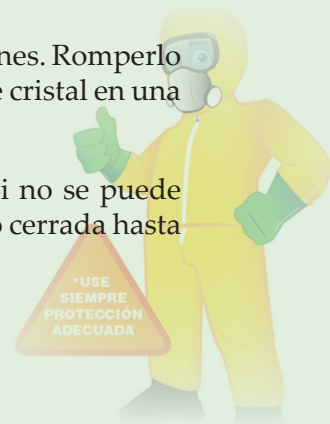 nes. Romperlo
e cristal en una
i no se puede
o cerrada hasta
*USE
SIEMPRE
PROTECCIÓN
ADECUADA